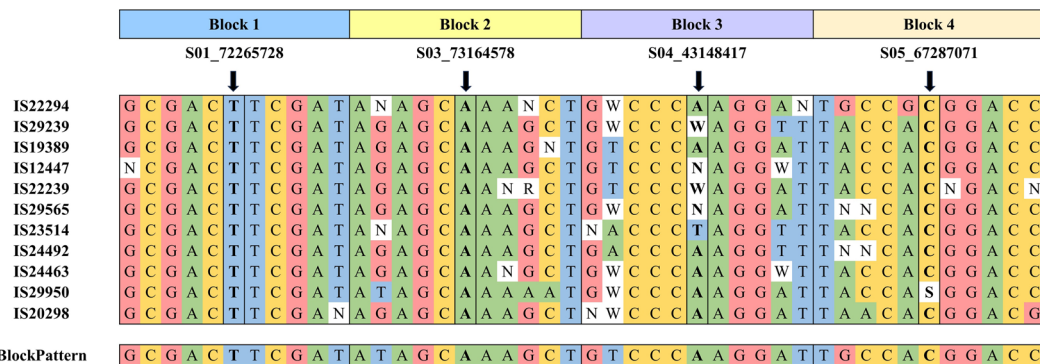 Block 1 Block 2 Block 3 Block 4
S01_72265728 S03_73164578 S04_43148417 S05_67287071
IS22294 G C G A C T T C G A T A N A G C A A A N C T G W C C C A A G G A N T G C C G C G G A C C
IS29239 G C G A C T T C G A T A G A G C A A A G C T G W C C C W A G G T T T A C C A C G G A C C
IS19389 G C G A C T T C G A T A G A G C A A A G N T G T C C C A A G G A T T A C C A C G G A C C
IS12447 N C G A C T T C G A T A G A G C A A A G C T G T C C C N A G G W T T A C C A C G G A C C
IS22239 G C G A C T T C G A T A G A G C A A N R C T G T C C C W A G G A T T A C C A C N G A C N
IS29565 G C G A C T T C G A T A G A G C A A A G C T G W C C C N A G G A T T N N C A C G G A C C
IS23514 G C G A C T T C G A T A N A G C A A A G C T N A C C C T A G G T T T A C C A C G G A C C
IS24492 G C G A C T T C G A T A G A G C A A A G C T G A C C C A A G G A T T N N C A C G G A C C
IS24463 G C G A C T T C G A T A G A G C A A N G C T G W C C C A A G G W T T A C C A C G G A C C
IS29950 G C G A C T T C G A T A T A G C A A A A A T G W C C C A A G G A T T A C C A S G G A C C
IS20298 G C G A C T T C G A N A G A G C A A A G C T N W C C C A A G G A T T A A C A C G G A C G
BlockPattern G C G A C T T C G A T A T A G C A A A G C T G T C C C A A G G A T T G C C A C G G A C C